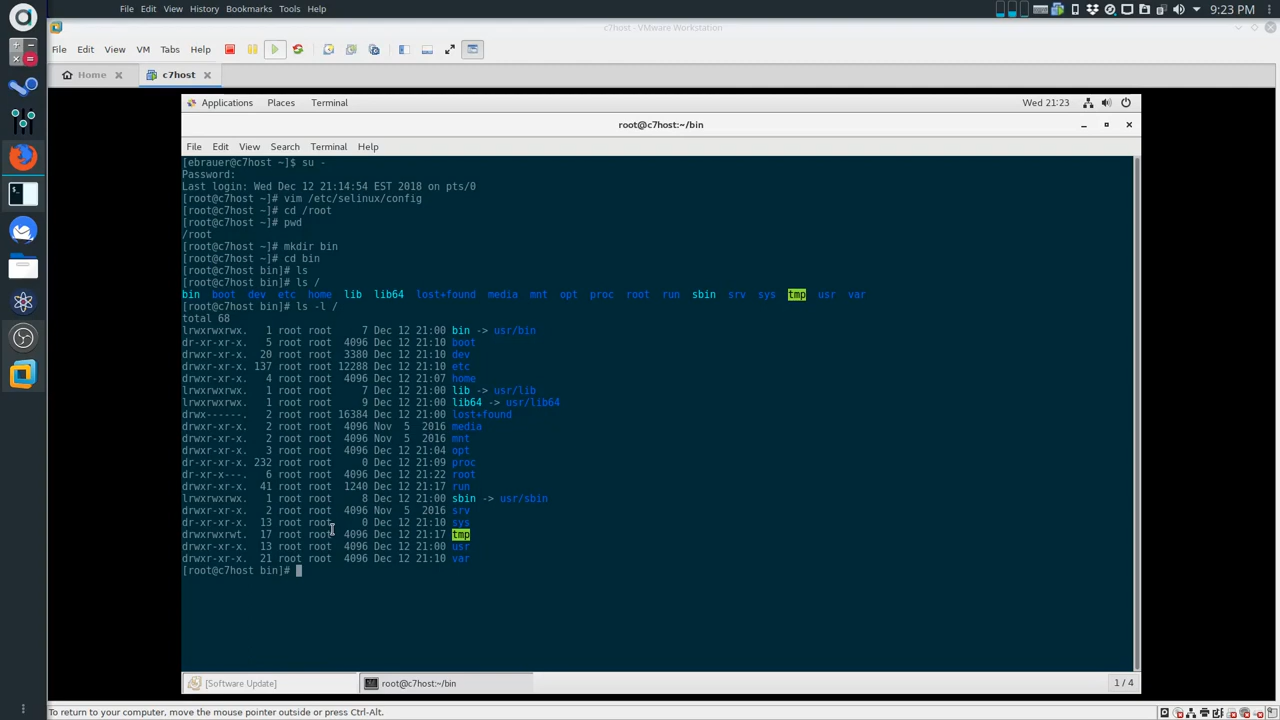 File Edit View History Bookmarks Tools Help
9:23 PM
c7host - VMware Workstation
File Edit View VM Tabs Help
Home c7host
Applications Places Terminal Wed 21:23
root@c7host:~/bin
File Edit View Search Terminal Help
[ebrauer@c7host ~]$ su -
Password:
Last login: Wed Dec 12 21:14:54 EST 2018 on pts/0
[root@c7host ~]# vim /etc/selinux/config
[root@c7host ~]# cd /root
[root@c7host ~]# pwd
/root
[root@c7host ~]# mkdir bin
[root@c7host ~]# cd bin
[root@c7host bin]# ls
[root@c7host bin]# ls /
bin boot dev etc home lib lib64 lost+found media mnt opt proc root run sbin srv sys tmp usr var
[root@c7host bin]# ls -l /
total 68
lrwxrwxrwx. 1 root root 7 Dec 12 21:00 bin -> usr/bin
dr-xr-xr-x. 5 root root 4096 Dec 12 21:10 boot
drwxr-xr-x. 20 root root 3380 Dec 12 21:10 dev
drwxr-xr-x. 137 root root 12288 Dec 12 21:10 etc
drwxr-xr-x. 4 root root 4096 Dec 12 21:07 home
lrwxrwxrwx. 1 root root 7 Dec 12 21:00 lib -> usr/lib
lrwxrwxrwx. 1 root root 9 Dec 12 21:00 lib64 -> usr/lib64
drwx------. 2 root root 16384 Dec 12 21:00 lost+found
drwxr-xr-x. 2 root root 4096 Nov 5 2016 media
drwxr-xr-x. 2 root root 4096 Nov 5 2016 mnt
drwxr-xr-x. 3 root root 4096 Dec 12 21:04 opt
dr-xr-xr-x. 232 root root 0 Dec 12 21:09 proc
dr-xr-x---. 6 root root 4096 Dec 12 21:22 root
drwxr-xr-x. 41 root root 1240 Dec 12 21:17 run
lrwxrwxrwx. 1 root root 8 Dec 12 21:00 sbin -> usr/sbin
drwxr-xr-x. 2 root root 4096 Nov 5 2016 srv
dr-xr-xr-x. 13 root root 0 Dec 12 21:10 sys
drwxrwxrwt. 17 root root 4096 Dec 12 21:17 tmp
drwxr-xr-x. 13 root root 4096 Dec 12 21:00 usr
drwxr-xr-x. 21 root root 4096 Dec 12 21:10 var
[root@c7host bin]#
[Software Update] root@c7host:~/bin 1 / 4
To return to your computer, move the mouse pointer outside or press Ctrl-Alt.